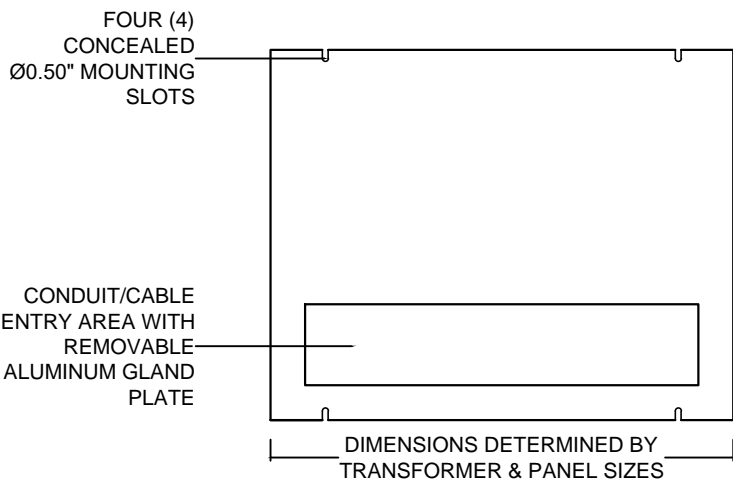 FOUR (4)
CONCEALED
Ø0.50" MOUNTING
SLOTS
CONDUIT/CABLE
ENTRY AREA WITH
REMOVABLE
ALUMINUM GLAND
PLATE
DIMENSIONS DETERMINED BY
TRANSFORMER & PANEL SIZES